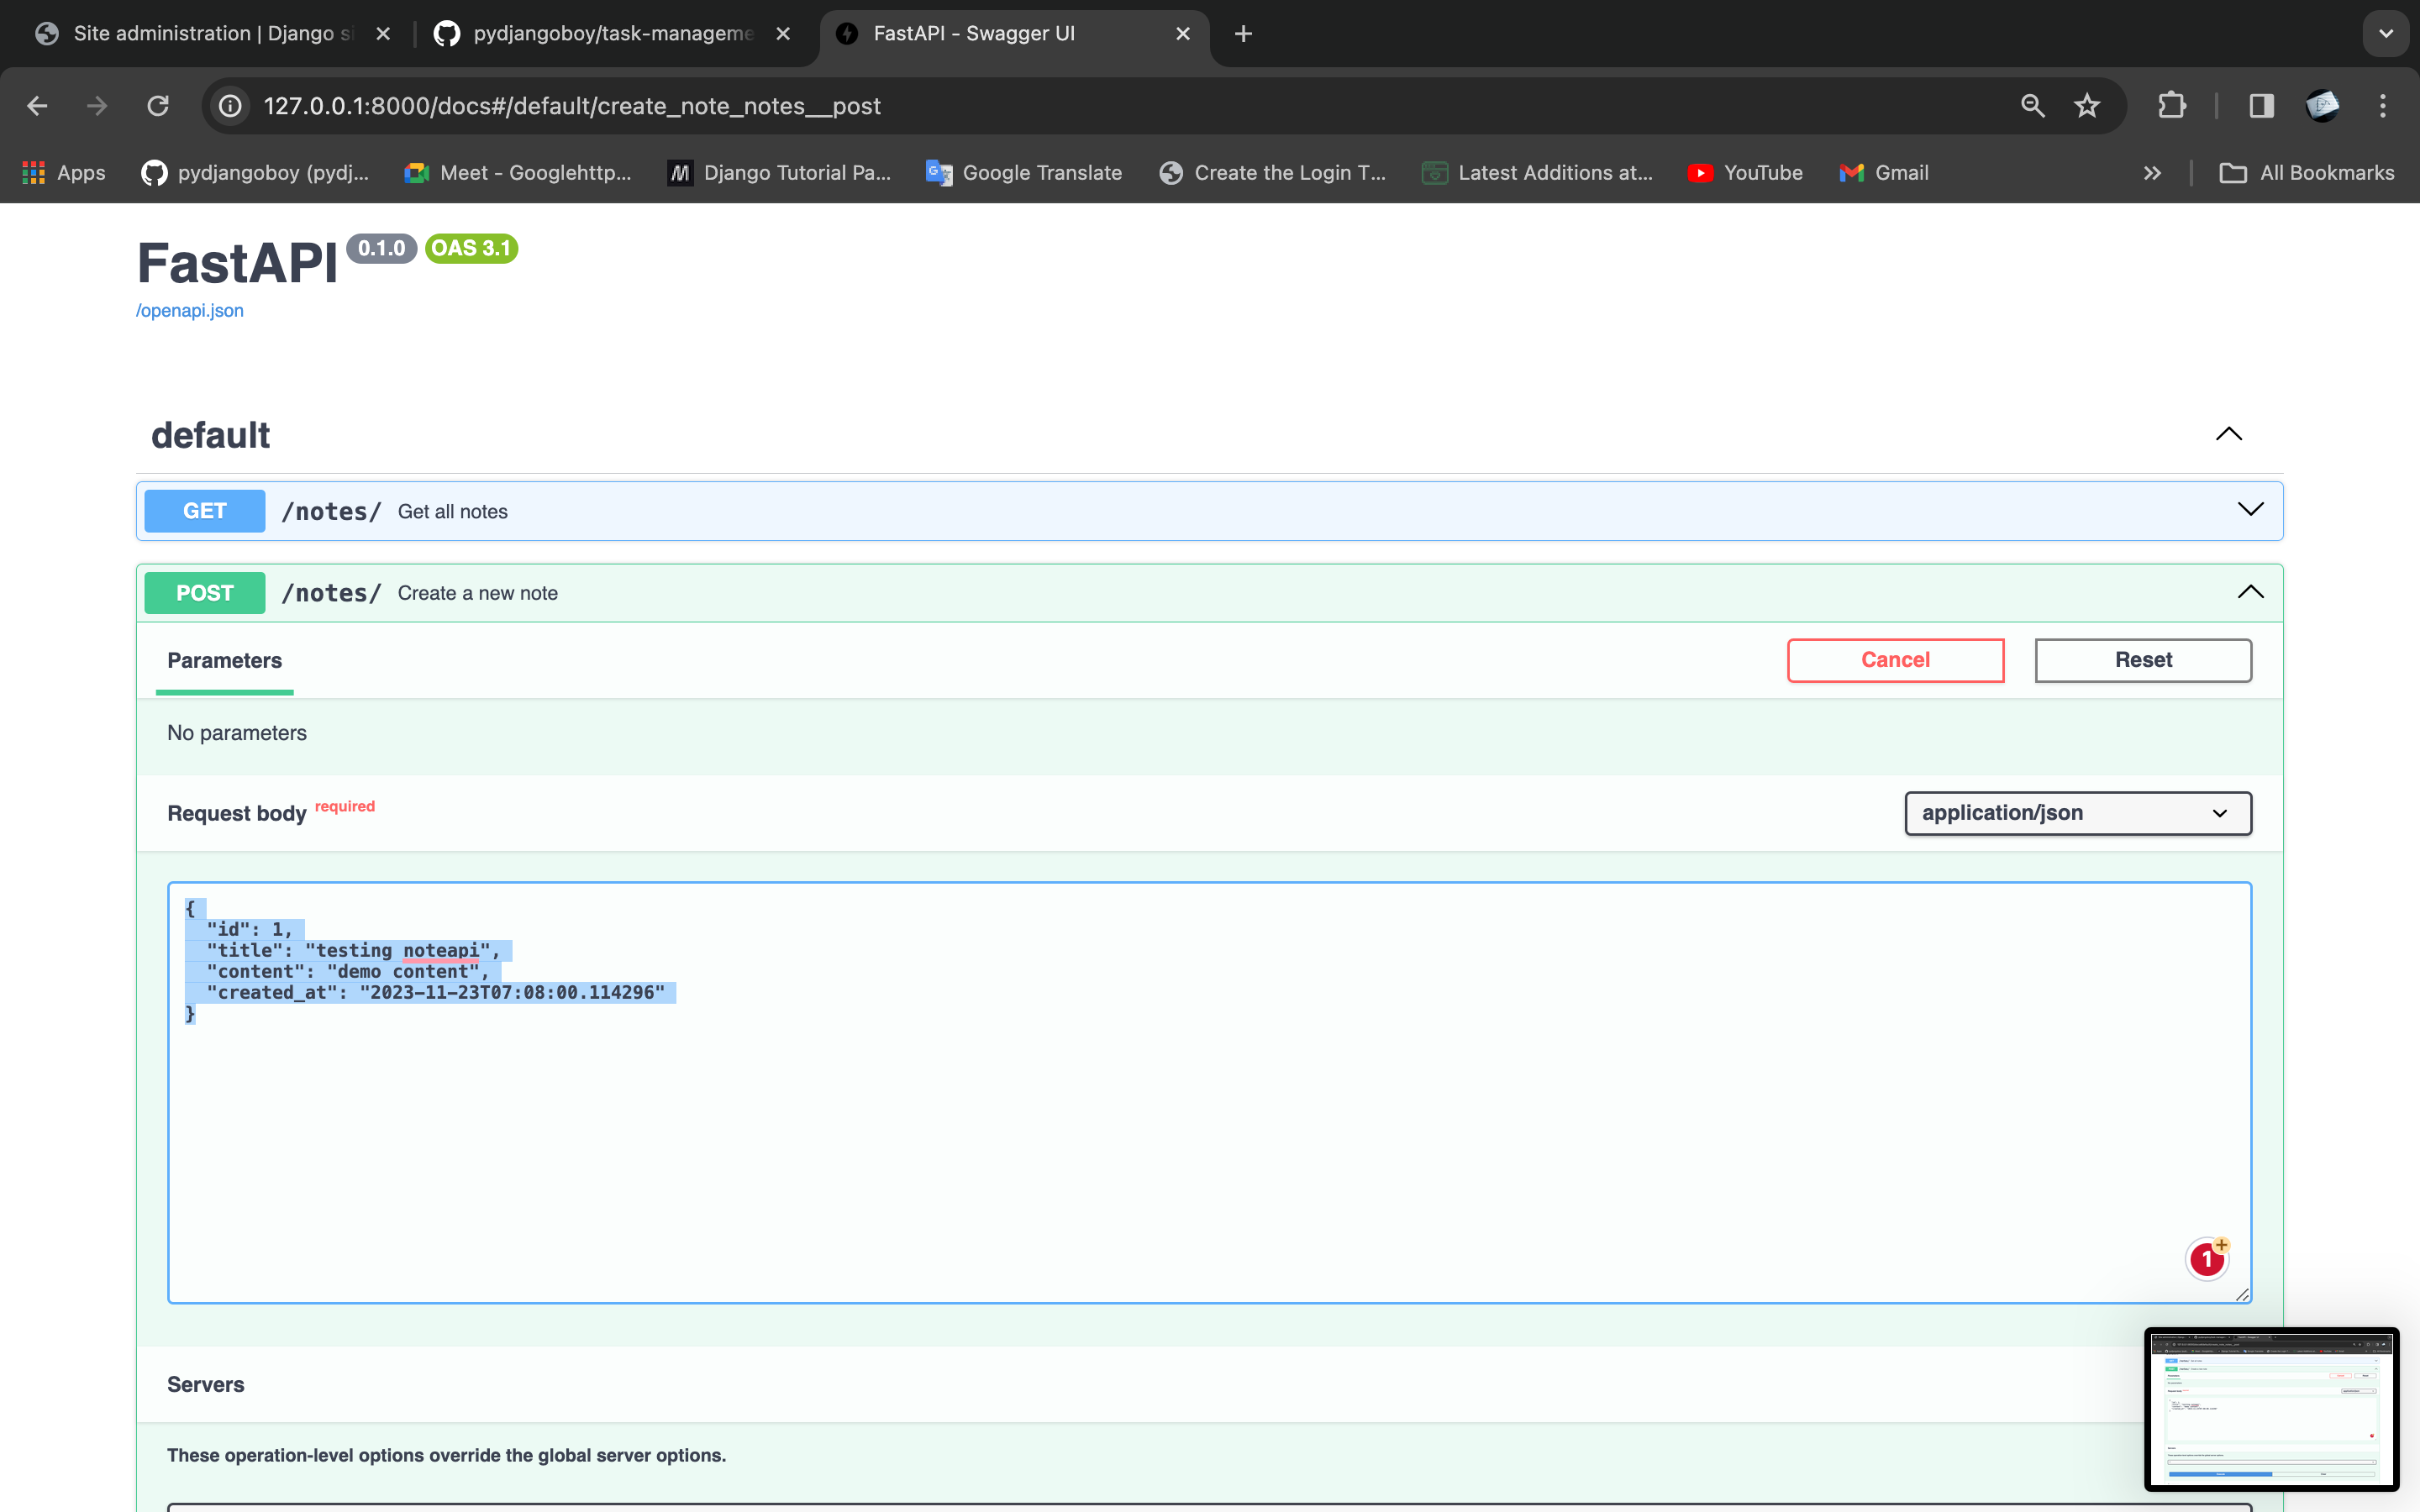 Site administration | Django si
pydjangoboy/task-manageme
FastAPI - Swagger UI
127.0.0.1:8000/docs#/default/create_note_notes__post
Apps
pydjangoboy (pydj...
Meet - Googlehttp...
Django Tutorial Pa...
Google Translate
Create the Login T...
Latest Additions at...
YouTube
Gmail
All Bookmarks
FastAPI 0.1.0 OAS 3.1
/openapi.json
default
GET /notes/ Get all notes
POST /notes/ Create a new note
Parameters
Cancel
Reset
No parameters
Request body required
application/json
{
"id": 1,
"title": "testing noteapi",
"content": "demo content",
"created_at": "2023-11-23T07:08:00.114296"
}
1
Servers
These operation-level options override the global server options.